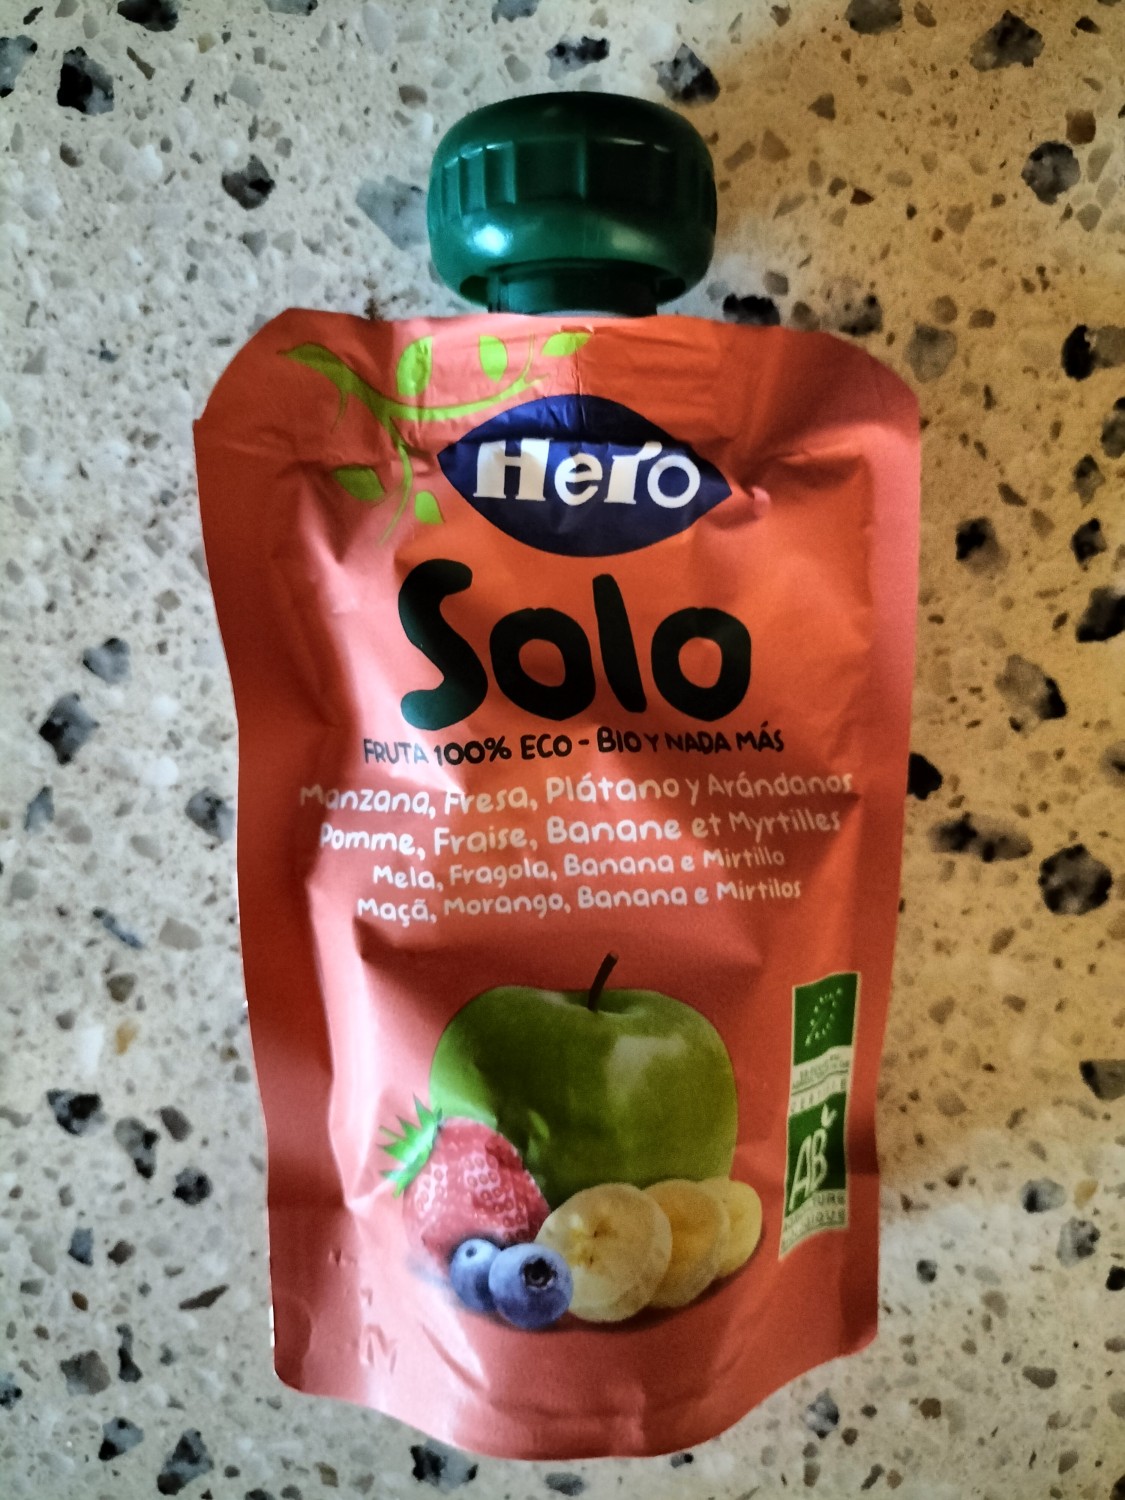 Hero
Solo
FRUTA 100% ECO - BIO Y NADA MÁS
Manzana, Fresa, Plátano y Arándanos
Pomme, Fraise, Banane et Myrtilles
Mela, Fragola, Banana e Mirtillo
Maçã, Morango, Banana e Mirtilos
AB